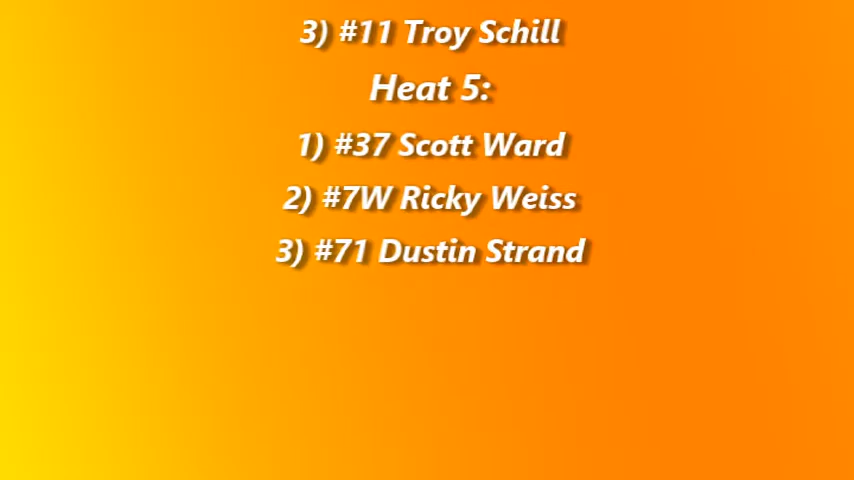 3) #11 Troy Schill
Heat 5:
1) #37 Scott Ward
2) #7W Ricky Weiss
3) #71 Dustin Strand